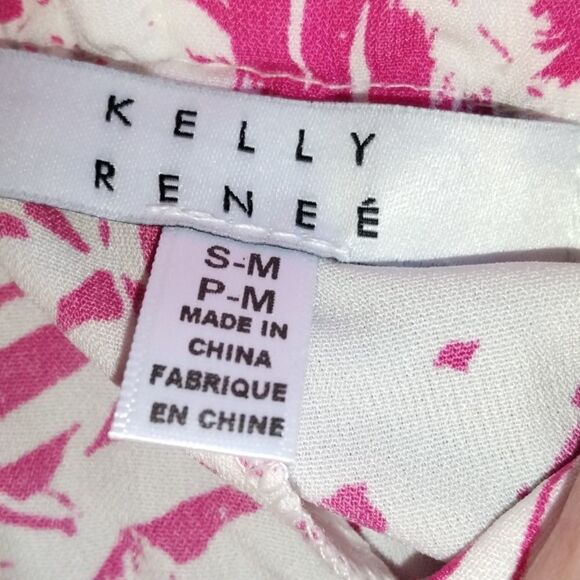 KELLY
RENEÉ
S-M
P-M
MADE IN
CHINA
FABRIQUE
EN CHINE